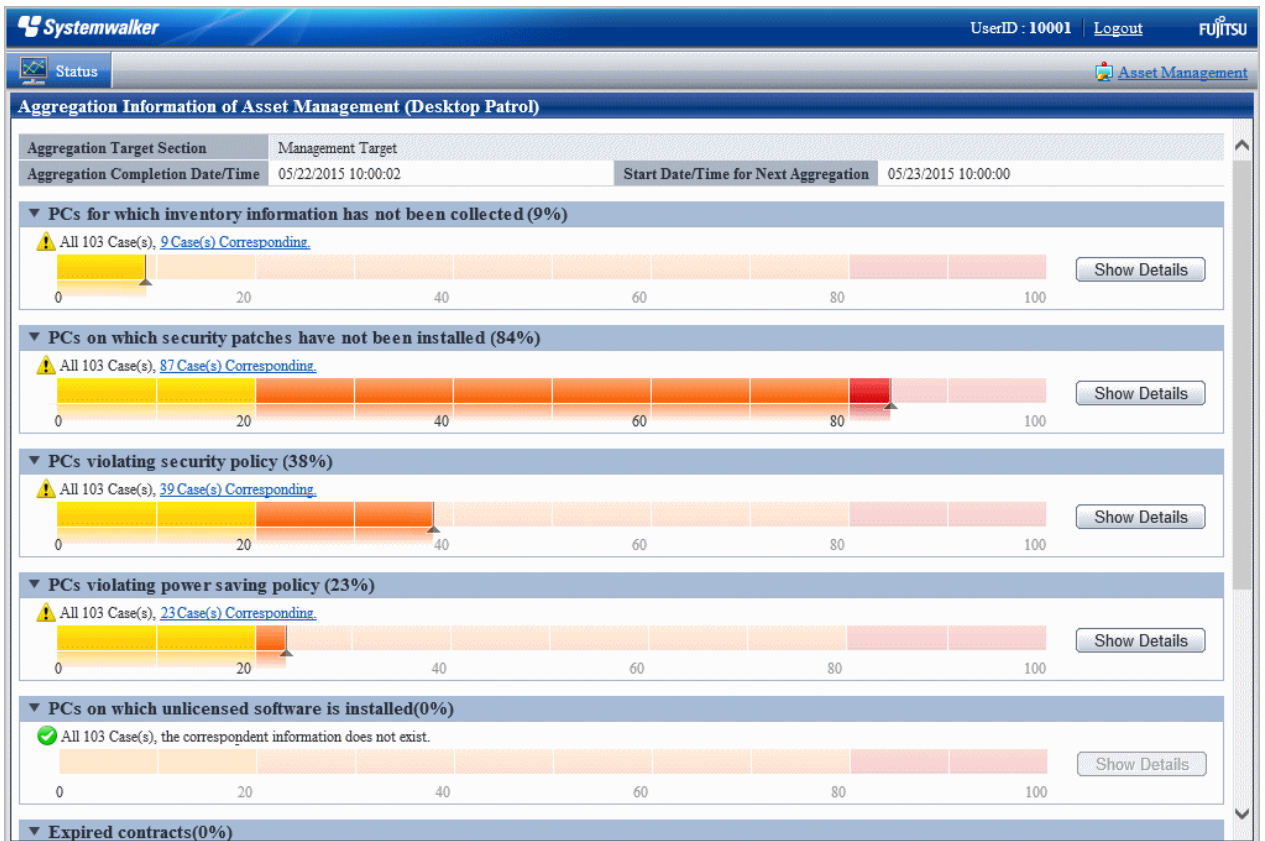 Systemwalker UserID : 10001 Logout FUJITSU
Status Asset Management
Aggregation Information of Asset Management (Desktop Patrol)
Aggregation Target Section Management Target
Aggregation Completion Date/Time 05/22/2015 10:00:02 Start Date/Time for Next Aggregation 05/23/2015 10:00:00
PCs for which inventory information has not been collected (9%)
All 103 Case(s), 9 Case(s) Corresponding.
Show Details
0 20 40 60 80 100
PCs on which security patches have not been installed (84%)
All 103 Case(s), 87 Case(s) Corresponding.
Show Details
0 20 40 60 80 100
PCs violating security policy (38%)
All 103 Case(s), 39 Case(s) Corresponding.
Show Details
0 20 40 60 80 100
PCs violating power saving policy (23%)
All 103 Case(s), 23 Case(s) Corresponding.
Show Details
0 20 40 60 80 100
PCs on which unlicensed software is installed(0%)
All 103 Case(s), the correspondent information does not exist.
Show Details
0 20 40 60 80 100
Expired contracts(0%)